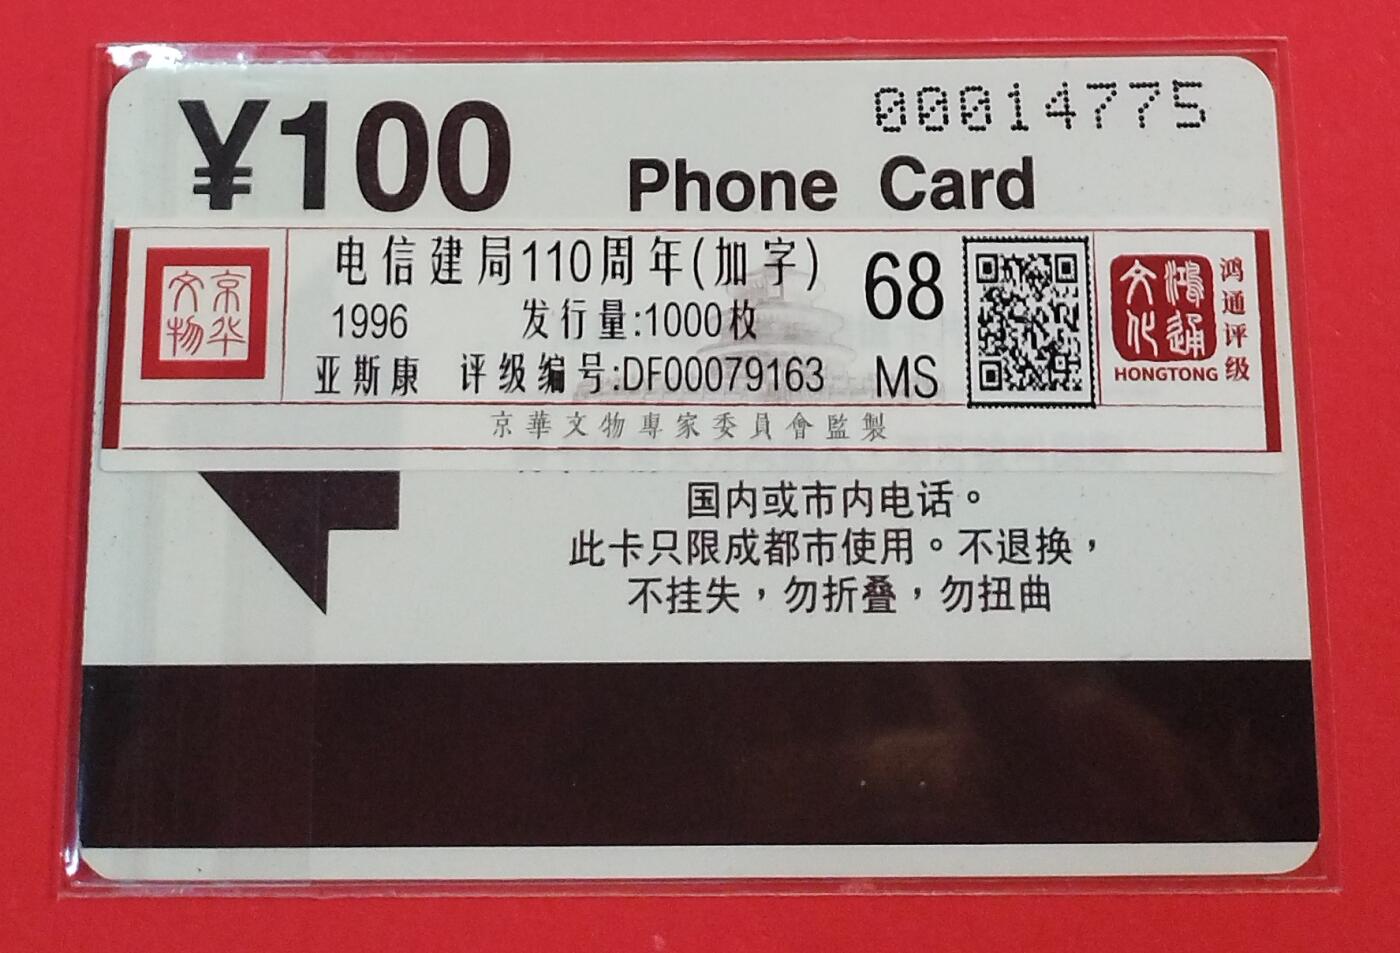 00014775
¥100
Phone Card
京华
文物
电信建局110周年(加字)
1996 发行量:1000枚
亚斯康 评级编号:DF00079163
68
MS
鸿通
文化
HONGTONG
鸿通评级
京華文物專家委員會監製
国内或市内电话。
此卡只限成都市使用。不退换，
不挂失，勿折叠，勿扭曲